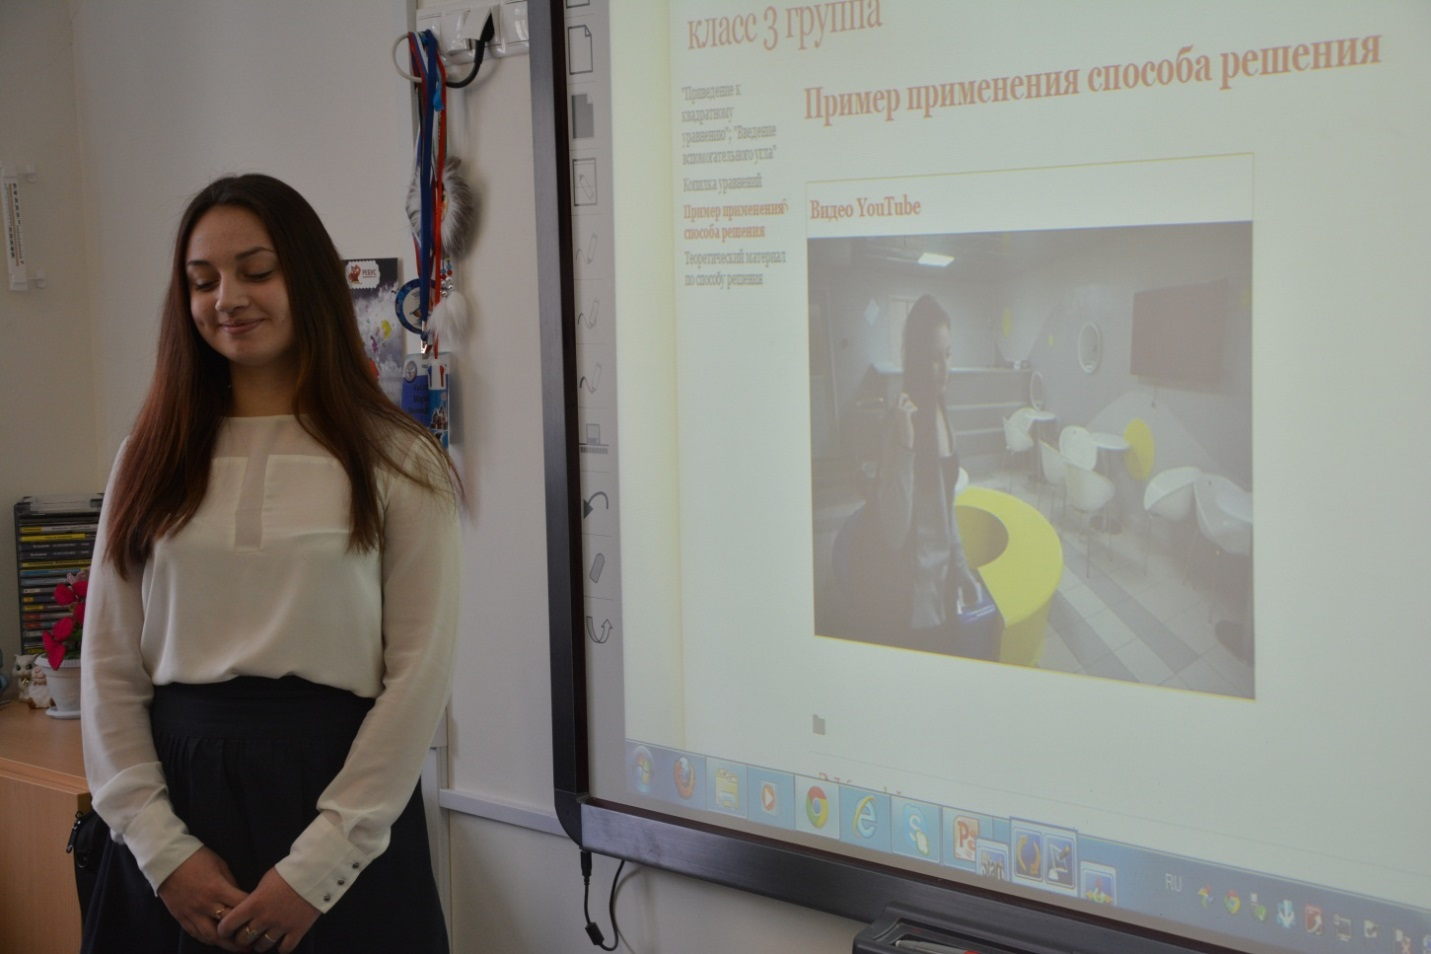 класс 3 группа
Пример применения способа решения
"Приведение к
квадратному
уравнению"; "Введение
вспомогательного угла"
Копилка уравнений
Пример применения
способа решения
Теоретический материал
по способу решения
Видео YouTube
RU